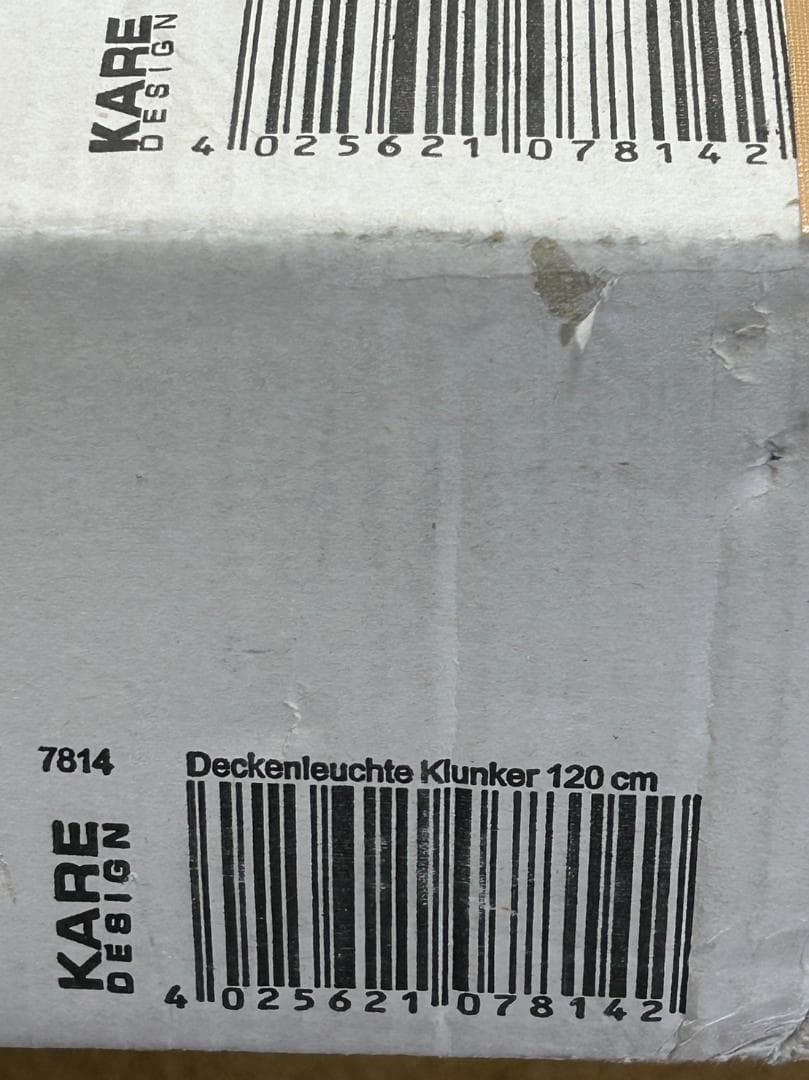 KARE
DESIGN
4 025621 078142
7814
Deckenleuchte Klunker 120 cm
KARE
DESIGN
4 025621 078142